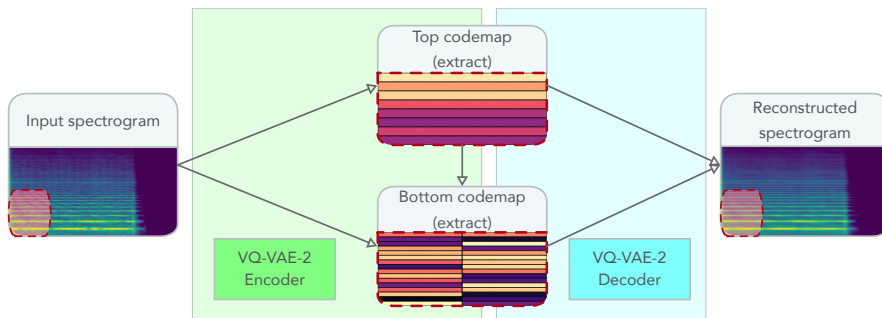 Top codemap
(extract)
Input spectrogram
Reconstructed
spectrogram
Bottom codemap
(extract)
VQ-VAE-2
Encoder
VQ-VAE-2
Decoder